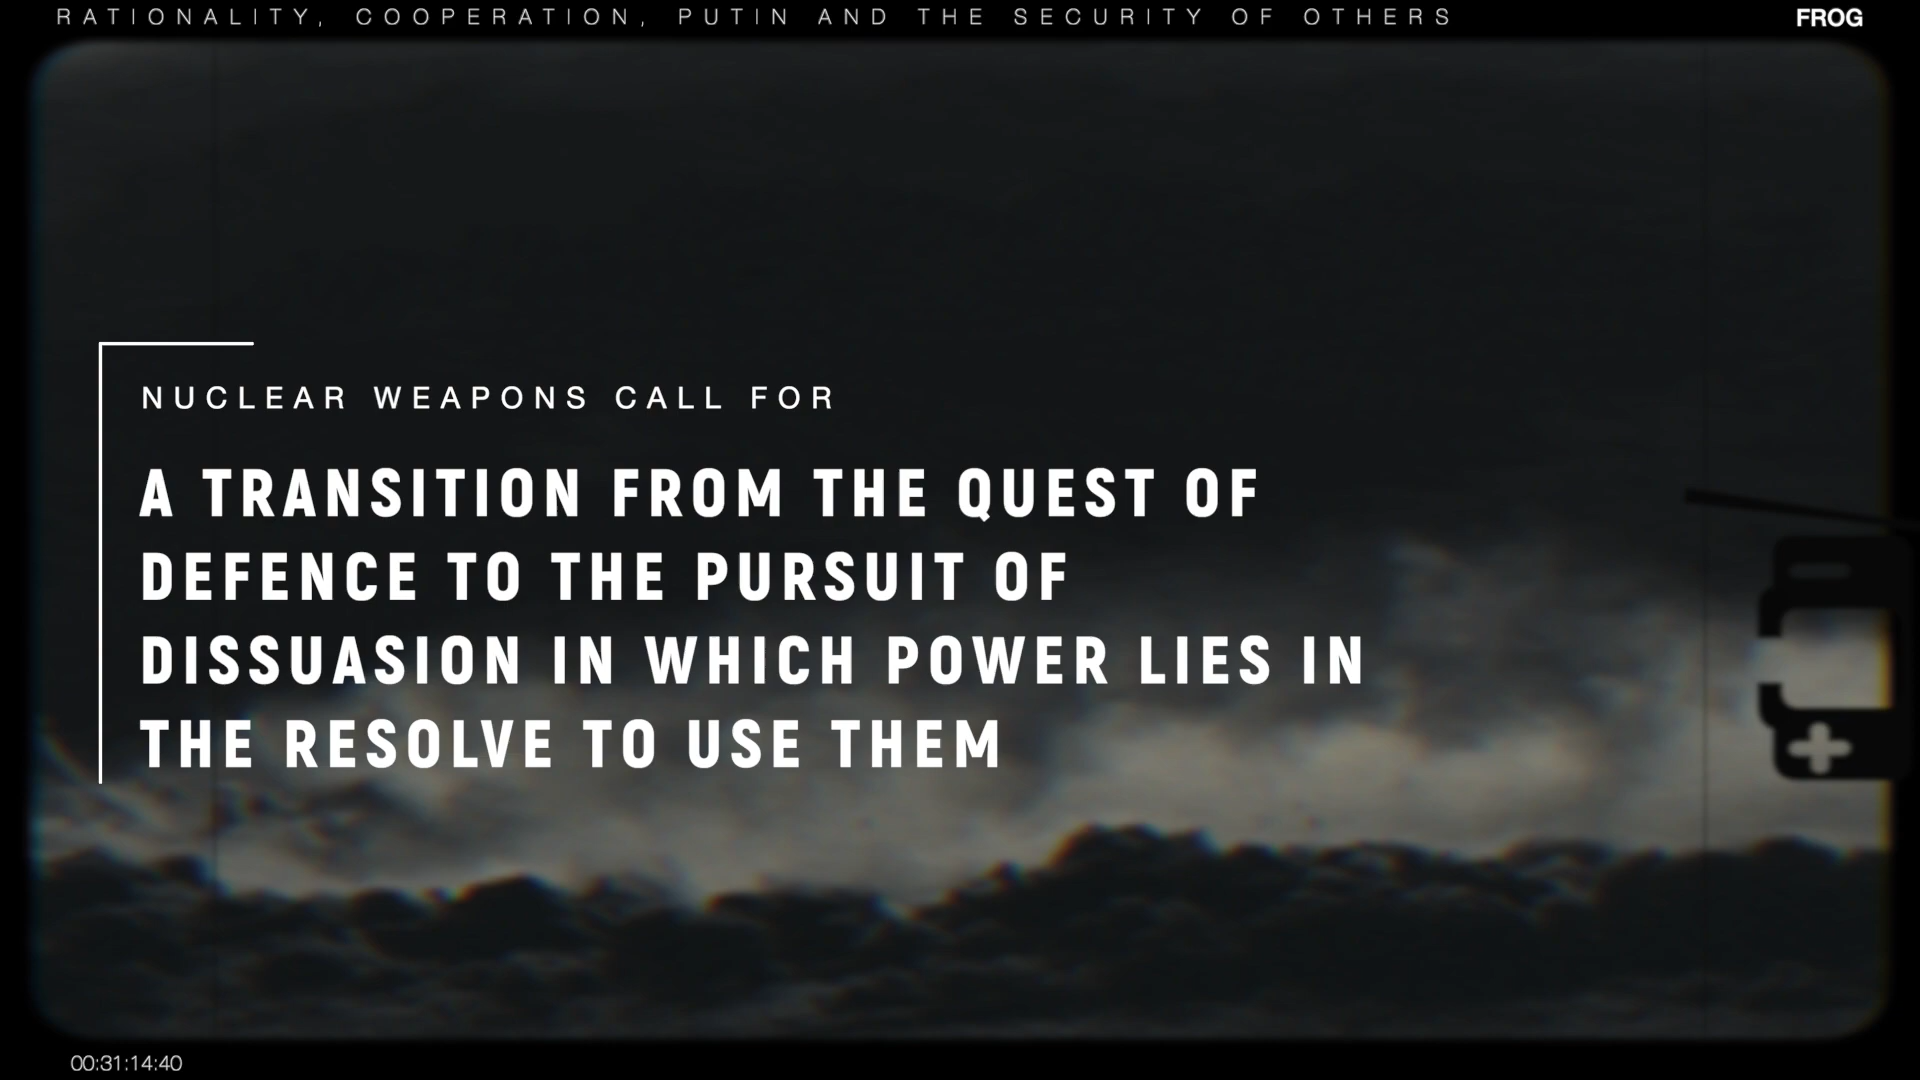 RATIONALITY, COOPERATION, PUTIN AND THE SECURITY OF OTHERS
FROG
NUCLEAR WEAPONS CALL FOR
A TRANSITION FROM THE QUEST OF
DEFENCE TO THE PURSUIT OF
DISSUASION IN WHICH POWER LIES IN
THE RESOLVE TO USE THEM
00:31:14:40